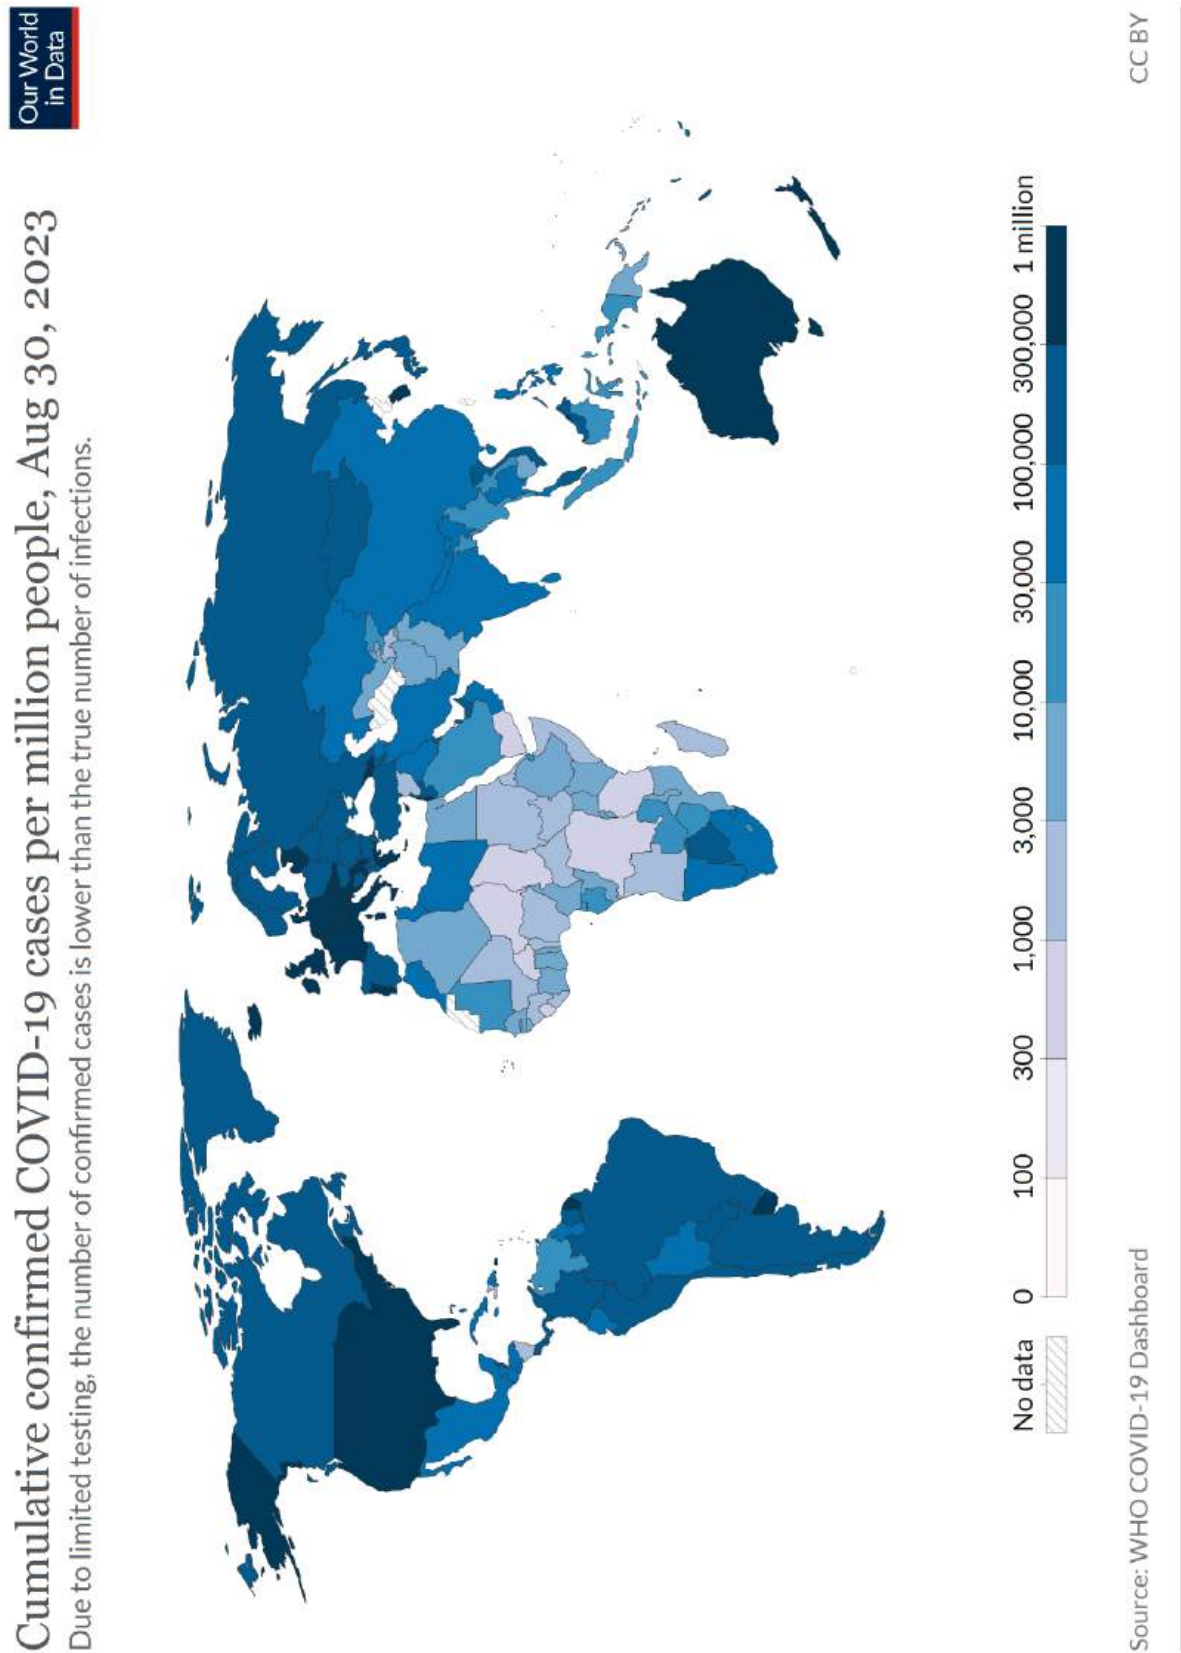 Cumulative confirmed COVID-19 cases per million people, Aug 30, 2023
Due to limited testing, the number of confirmed cases is lower than the true number of infections.
Our World
in Data
No data
0
100
300
1,000
3,000
10,000
30,000
100,000
300,000
1 million
Source: WHO COVID-19 Dashboard
CC BY